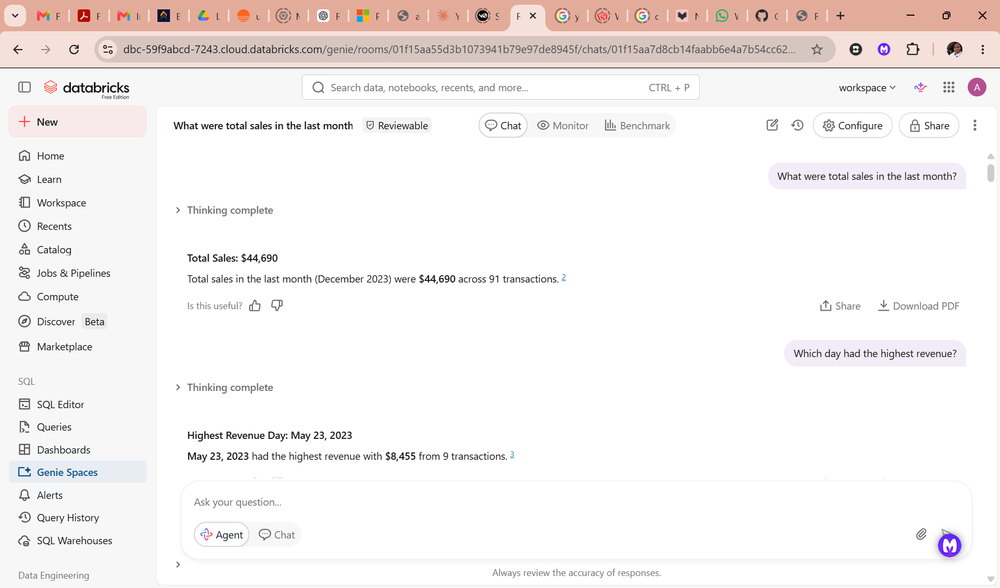 dbc-59f9abcd-7243.cloud.databricks.com/genie/rooms/01f15aa55d3b1073941b79e97de8945f/chats/01f15aa7d8cb14faabb6e4a7b54cc62...
databricks
Free Edition
Search data, notebooks, recents, and more...
CTRL + P
workspace
A
New
What were total sales in the last month
Reviewable
Chat
Monitor
Benchmark
Configure
Share
Home
Learn
Workspace
Recents
Catalog
Jobs & Pipelines
Compute
Discover Beta
Marketplace
SQL
SQL Editor
Queries
Dashboards
Genie Spaces
Alerts
Query History
SQL Warehouses
Data Engineering
What were total sales in the last month?
Thinking complete
Total Sales: $44,690
Total sales in the last month (December 2023) were $44,690 across 91 transactions. 2
Is this useful?
Share
Download PDF
Which day had the highest revenue?
Thinking complete
Highest Revenue Day: May 23, 2023
May 23, 2023 had the highest revenue with $8,455 from 9 transactions. 3
Ask your question...
Agent
Chat
Always review the accuracy of responses.